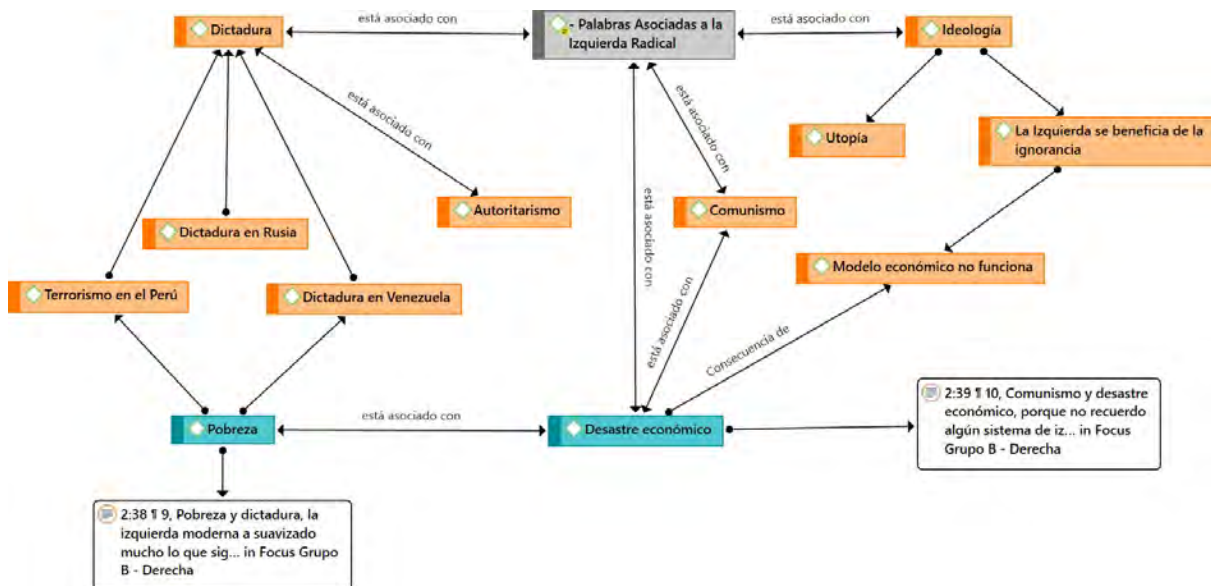 está asociado con
está asociado con
Dictadura
- Palabras Asociadas a la
Izquierda Radical
Ideología
está asociado con
está asociado con
está asociado con
Utopía
La Izquierda se beneficia de la
ignorancia
Autoritarismo
Comunismo
Dictadura en Rusia
Modelo económico no funciona
Terrorismo en el Perú
Dictadura en Venezuela
está asociado con
Consecuencia de
está asociado con
Pobreza
Desastre económico
2:39 ¶ 10, Comunismo y desastre
económico, porque no recuerdo
algún sistema de iz... in Focus
Grupo B - Derecha
2:38 ¶ 9, Pobreza y dictadura, la
izquierda moderna a suavizado
mucho lo que sig... in Focus Grupo
B - Derecha